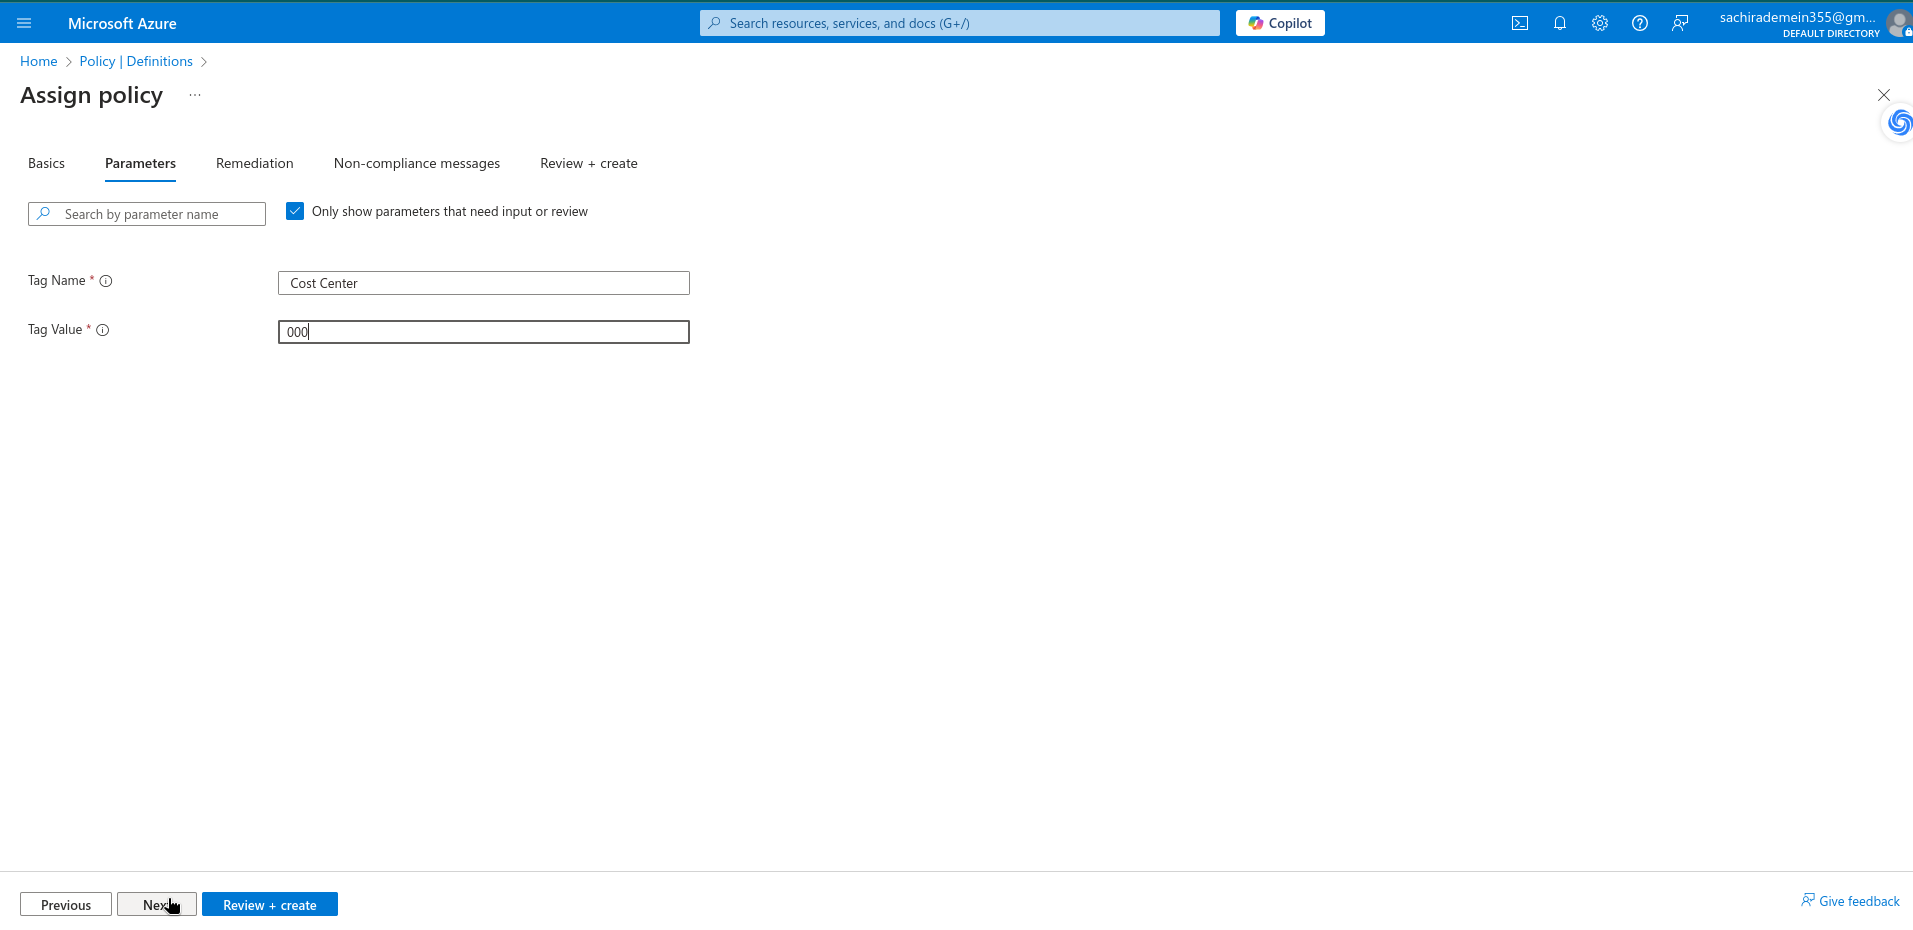 Microsoft Azure
Search resources, services, and docs (G+/)
Copilot
sachirademein355@gm...
DEFAULT DIRECTORY
Home > Policy | Definitions >
Assign policy ...
Basics Parameters Remediation Non-compliance messages Review + create
Search by parameter name
Only show parameters that need input or review
Tag Name *
Cost Center
Tag Value *
000
Previous
Review + create
Give feedback